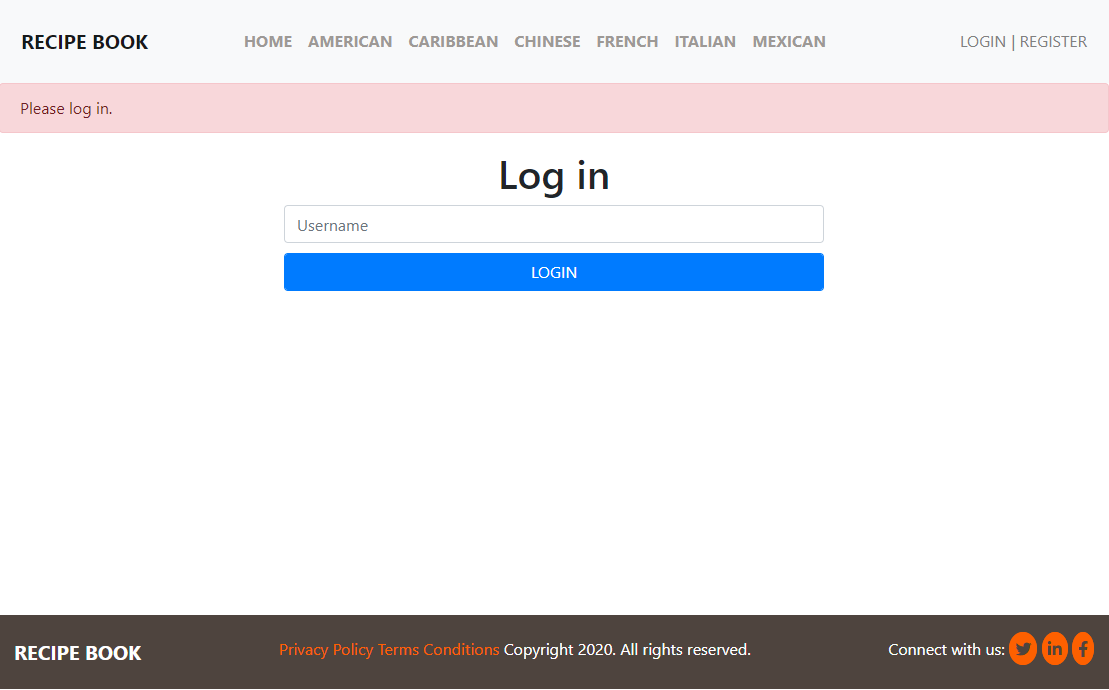 RECIPE BOOK HOME AMERICAN CARIBBEAN CHINESE FRENCH ITALIAN MEXICAN LOGIN | REGISTER
Please log in.
Log in
Username
LOGIN
RECIPE BOOK Privacy Policy Terms Conditions Copyright 2020. All rights reserved. Connect with us: